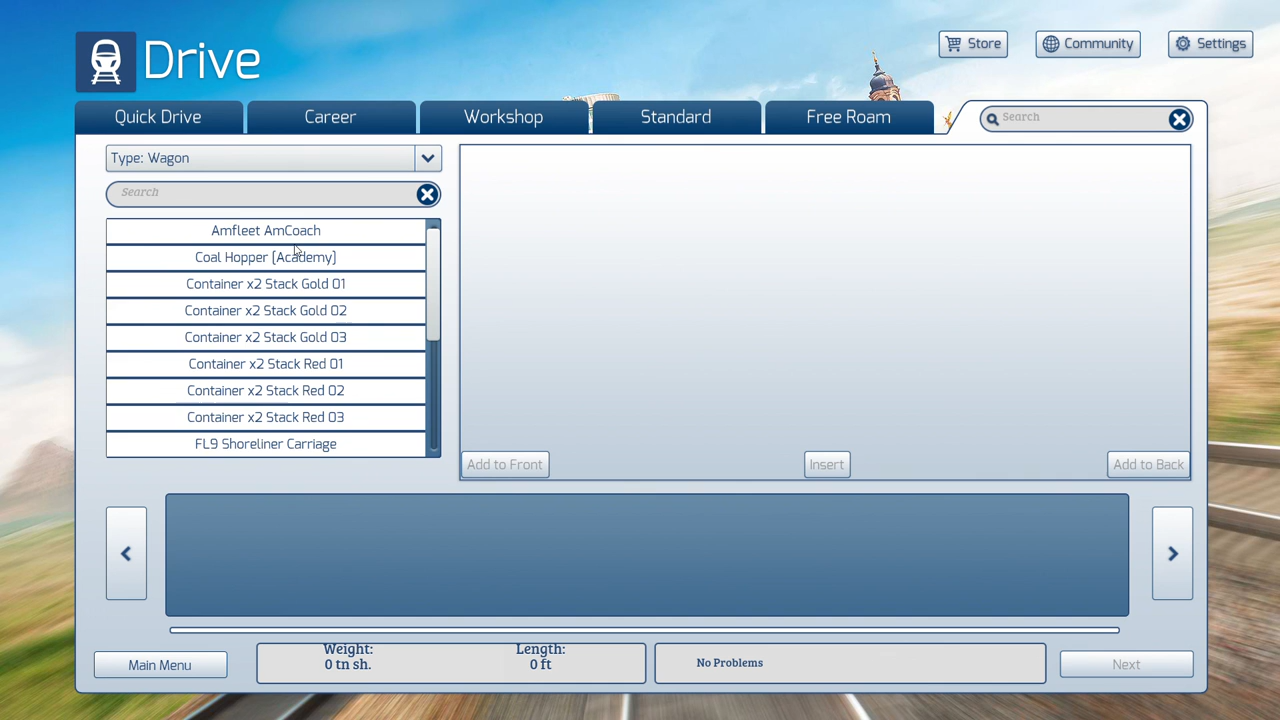 Drive
Store
Community
Settings
Quick Drive
Career
Workshop
Standard
Free Roam
Search
Type: Wagon
Search
Amfleet AmCoach
Coal Hopper [Academy]
Container x2 Stack Gold 01
Container x2 Stack Gold 02
Container x2 Stack Gold 03
Container x2 Stack Red 01
Container x2 Stack Red 02
Container x2 Stack Red 03
FL9 Shoreliner Carriage
Add to Front
Insert
Add to Back
Main Menu
Weight:
0 tn sh.
Length:
0 ft
No Problems
Next